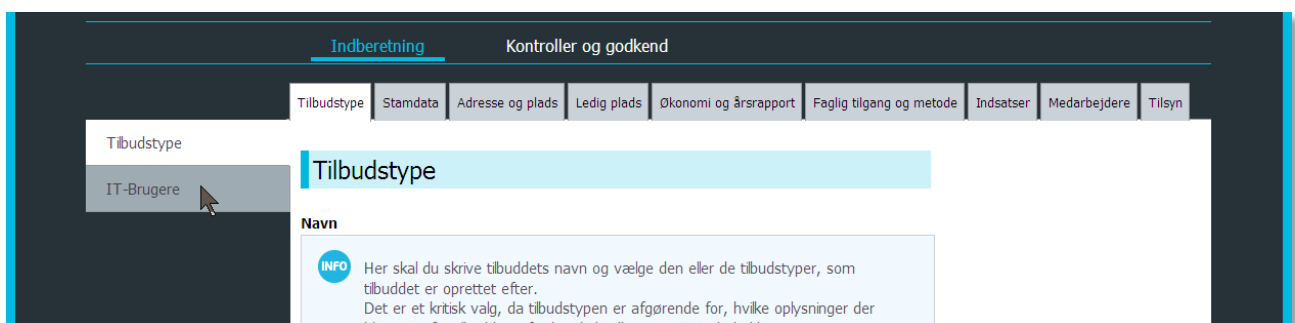 Indberetning Kontroller og godkend
Tilbudstype Stamdata Adresse og plads Ledig plads Økonomi og årsrapport Faglig tilgang og metode Indsatser Medarbejdere Tilsyn
Tilbudstype
IT-Brugere
Tilbudstype
Navn
INFO Her skal du skrive tilbuddets navn og vælge den eller de tilbudstyper, som
tilbuddet er oprettet efter.
Det er et kritisk valg, da tilbudstypen er afgørende for, hvilke oplysninger der